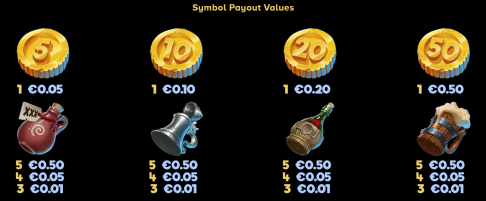 Symbol Payout Values
5 10 20 50
1 €0.05 1 €0.10 1 €0.20 1 €0.50
XXX
5 €0.50 5 €0.50 5 €0.50 5 €0.50
4 €0.05 4 €0.05 4 €0.05 4 €0.05
3 €0.01 3 €0.01 3 €0.01 3 €0.01